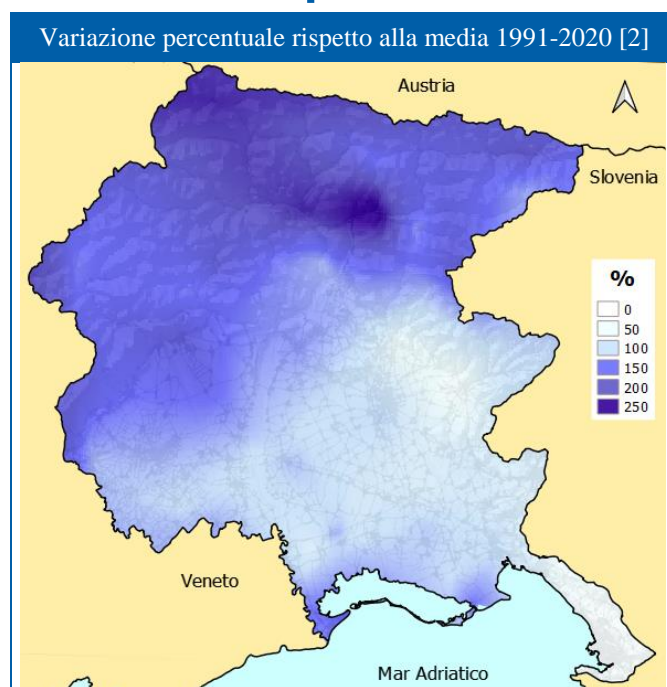 Variazione percentuale rispetto alla media 1991-2020 [2]
Austria
Slovenia
%
0
50
100
150
200
250
Veneto
Mar Adriatico